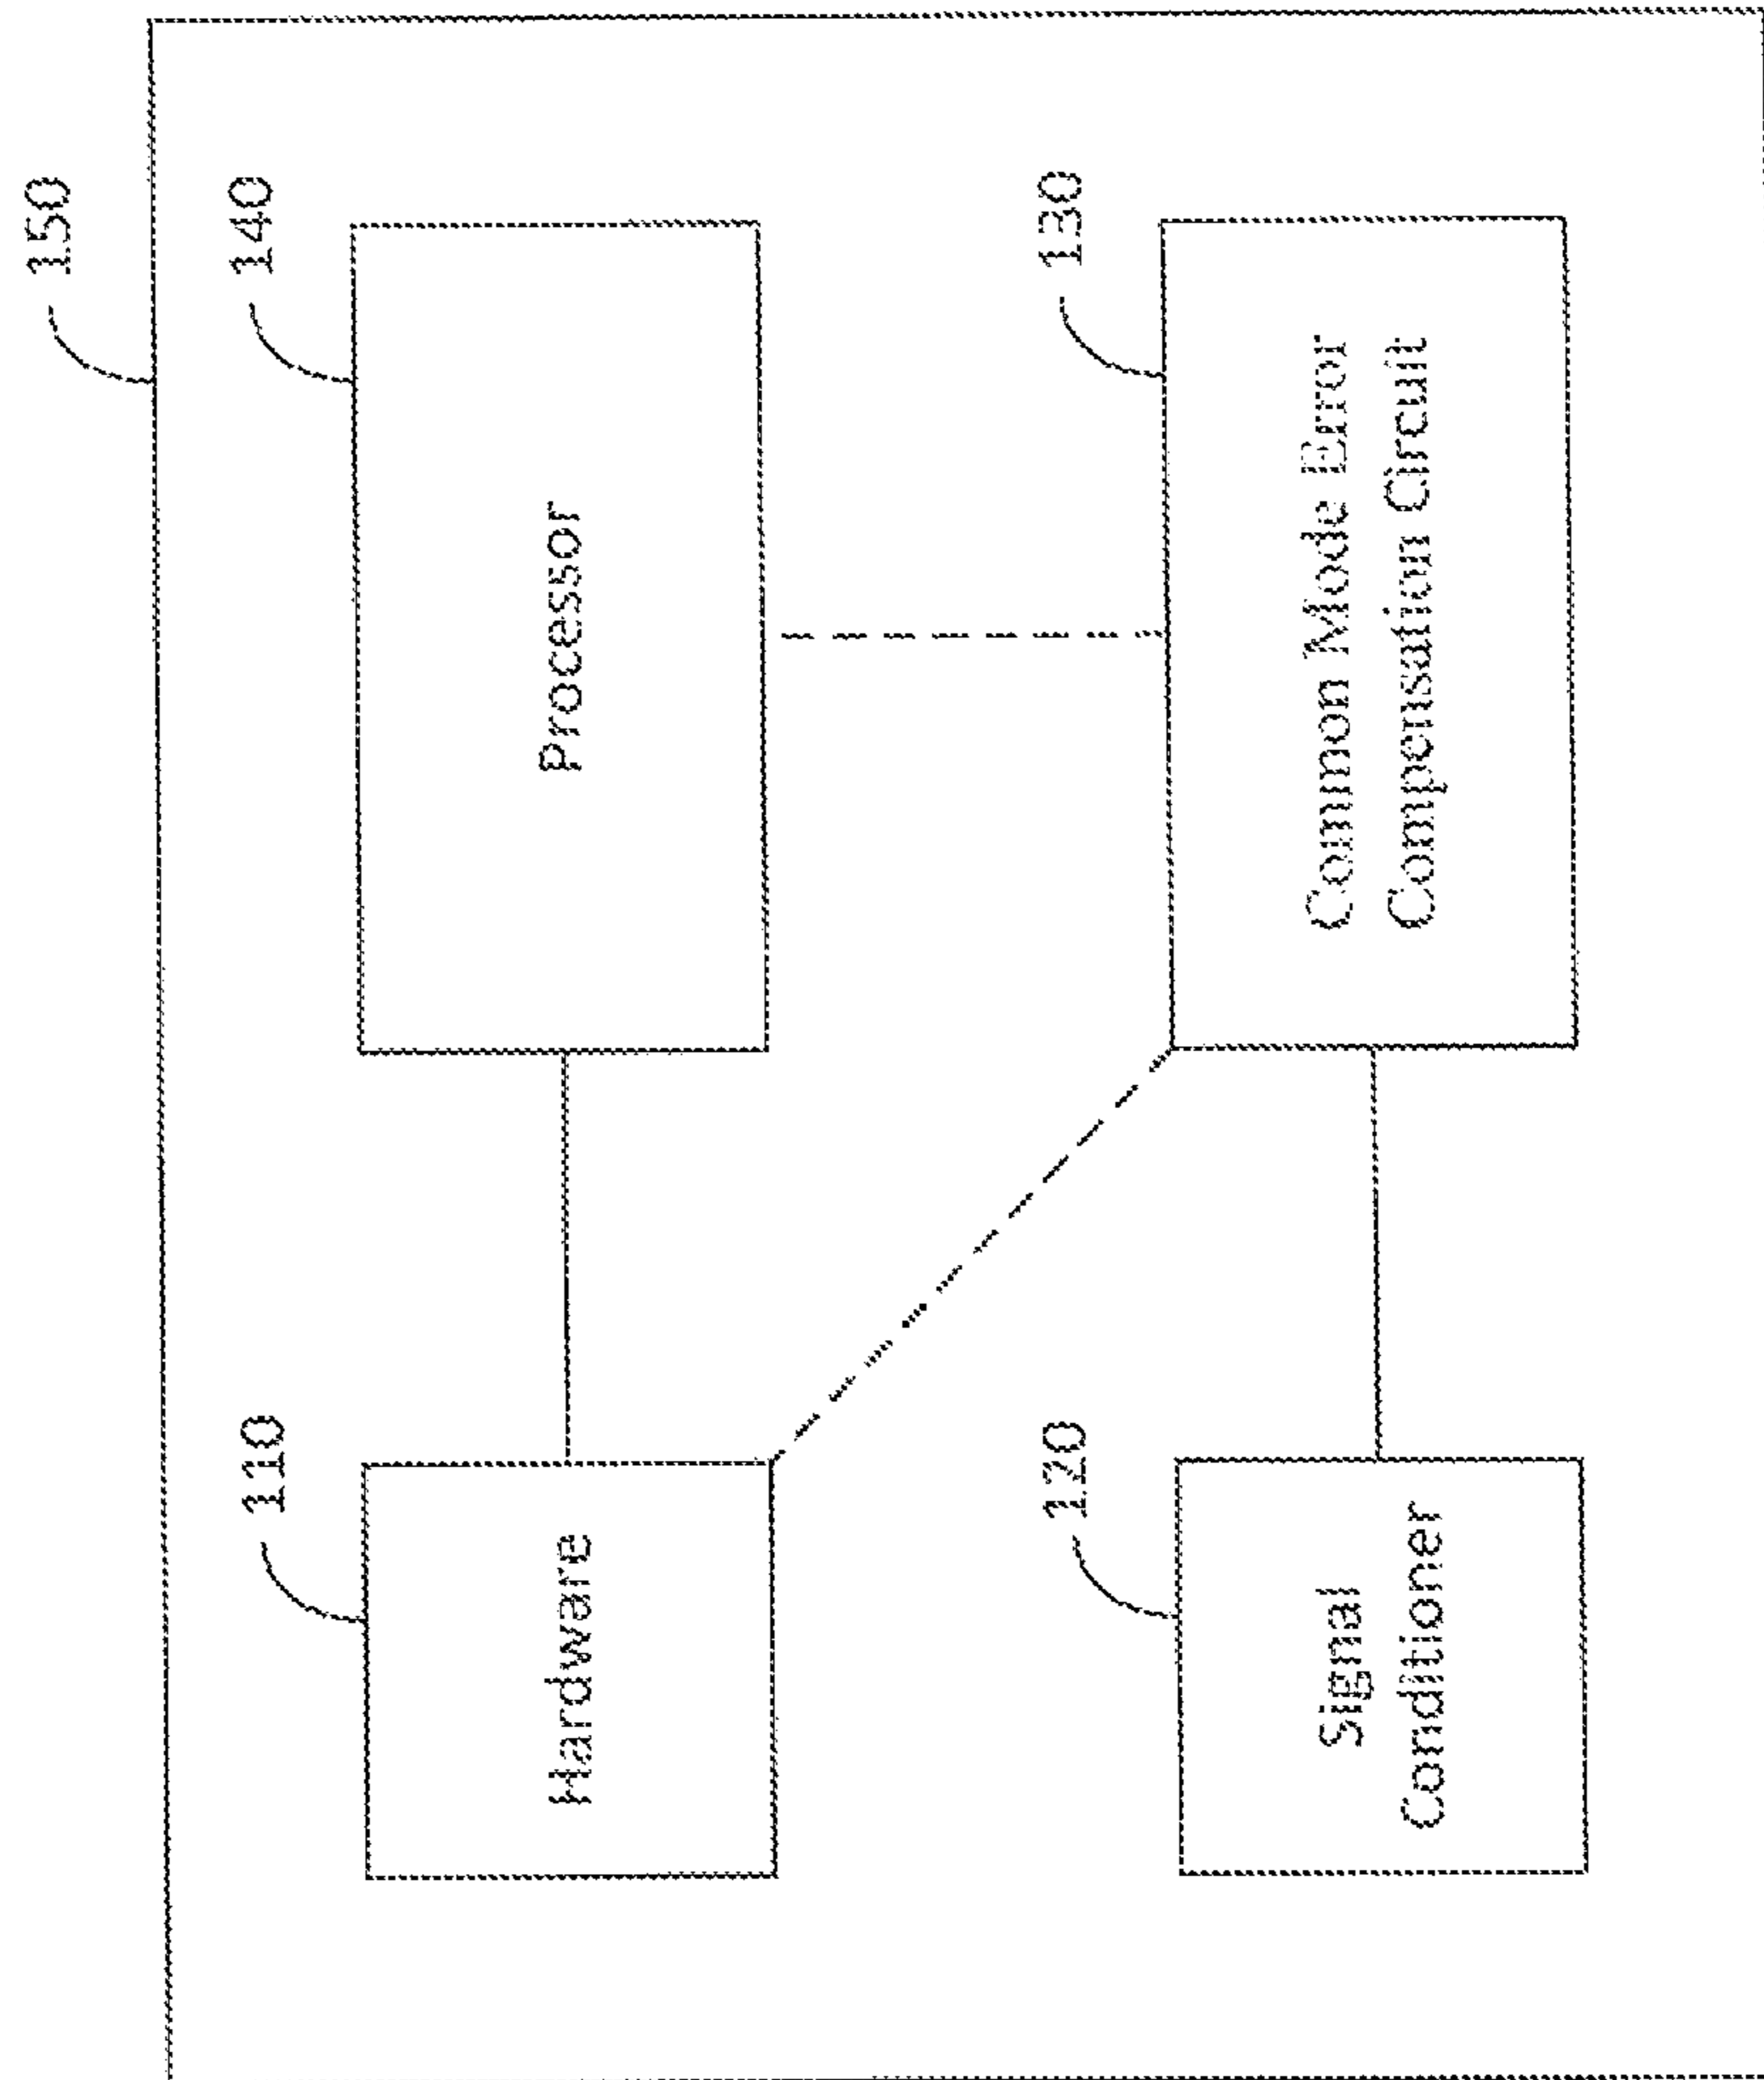 150
110
Hardware
140
Processor
120
Signal
Conditioner
130
Common Mode Error
Compensation Circuit